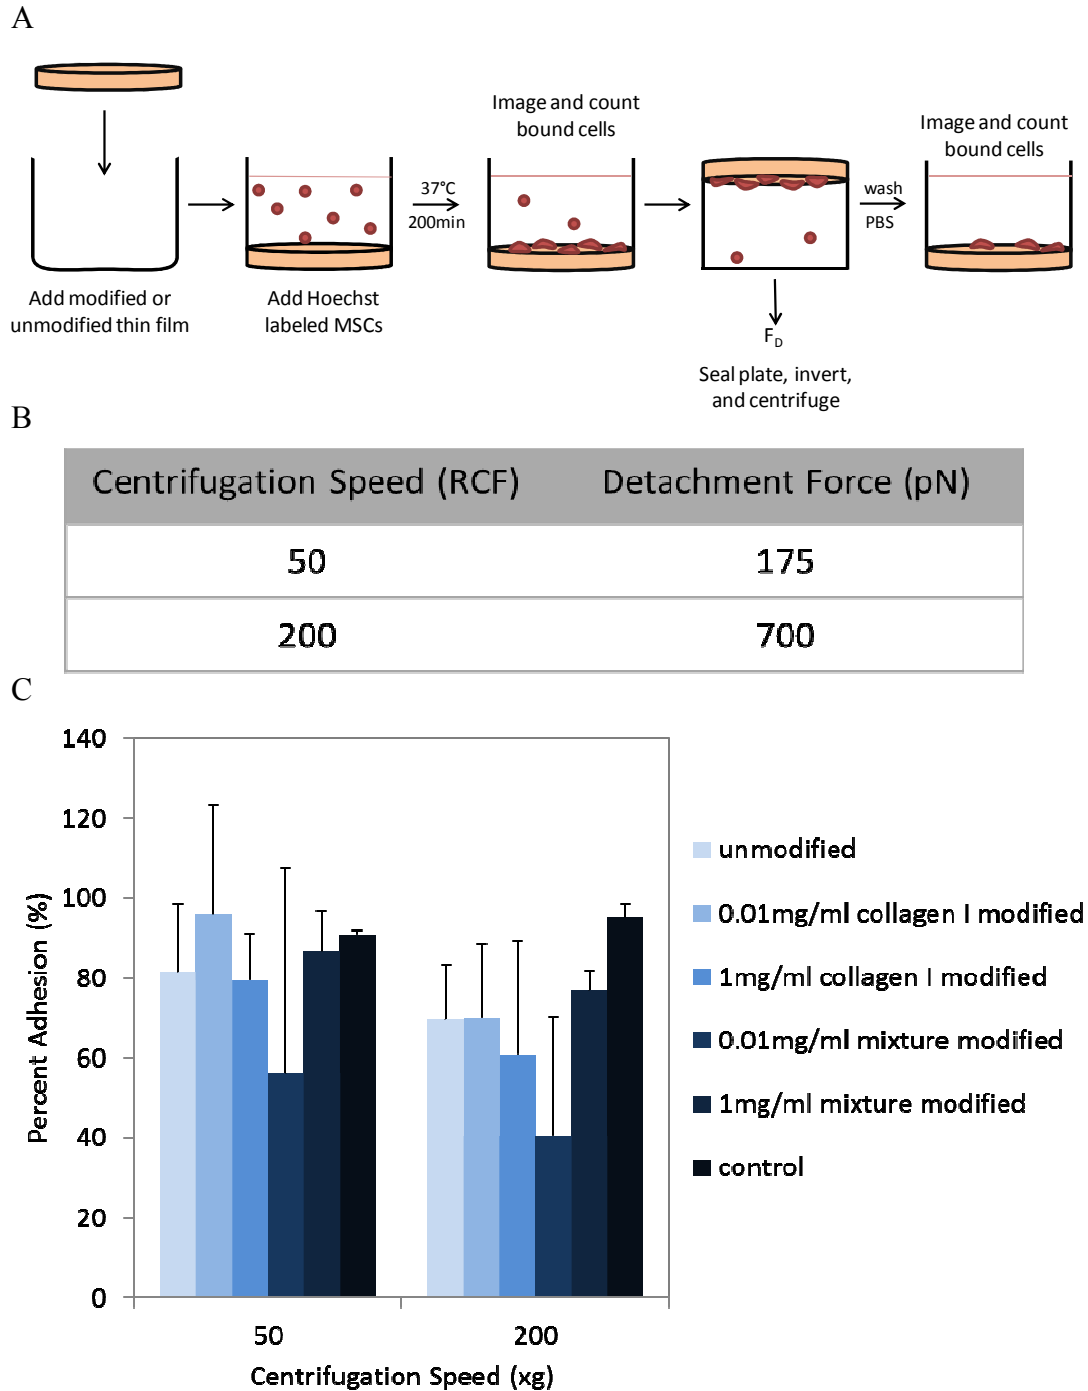 A
Image and count
bound cells
Image and count
bound cells
37°C
200min
wash
PBS
Add modified or
unmodified thin film
Add Hoechst
labeled MSCs
F_D
Seal plate, invert,
and centrifuge
B
Centrifugation Speed (RCF) Detachment Force (pN)
50 175
200 700
C
140
120
100
80
60
40
20
0
Percent Adhesion (%)
50 200
Centrifugation Speed (xg)
unmodified
0.01mg/ml collagen I modified
1mg/ml collagen I modified
0.01mg/ml mixture modified
1mg/ml mixture modified
control